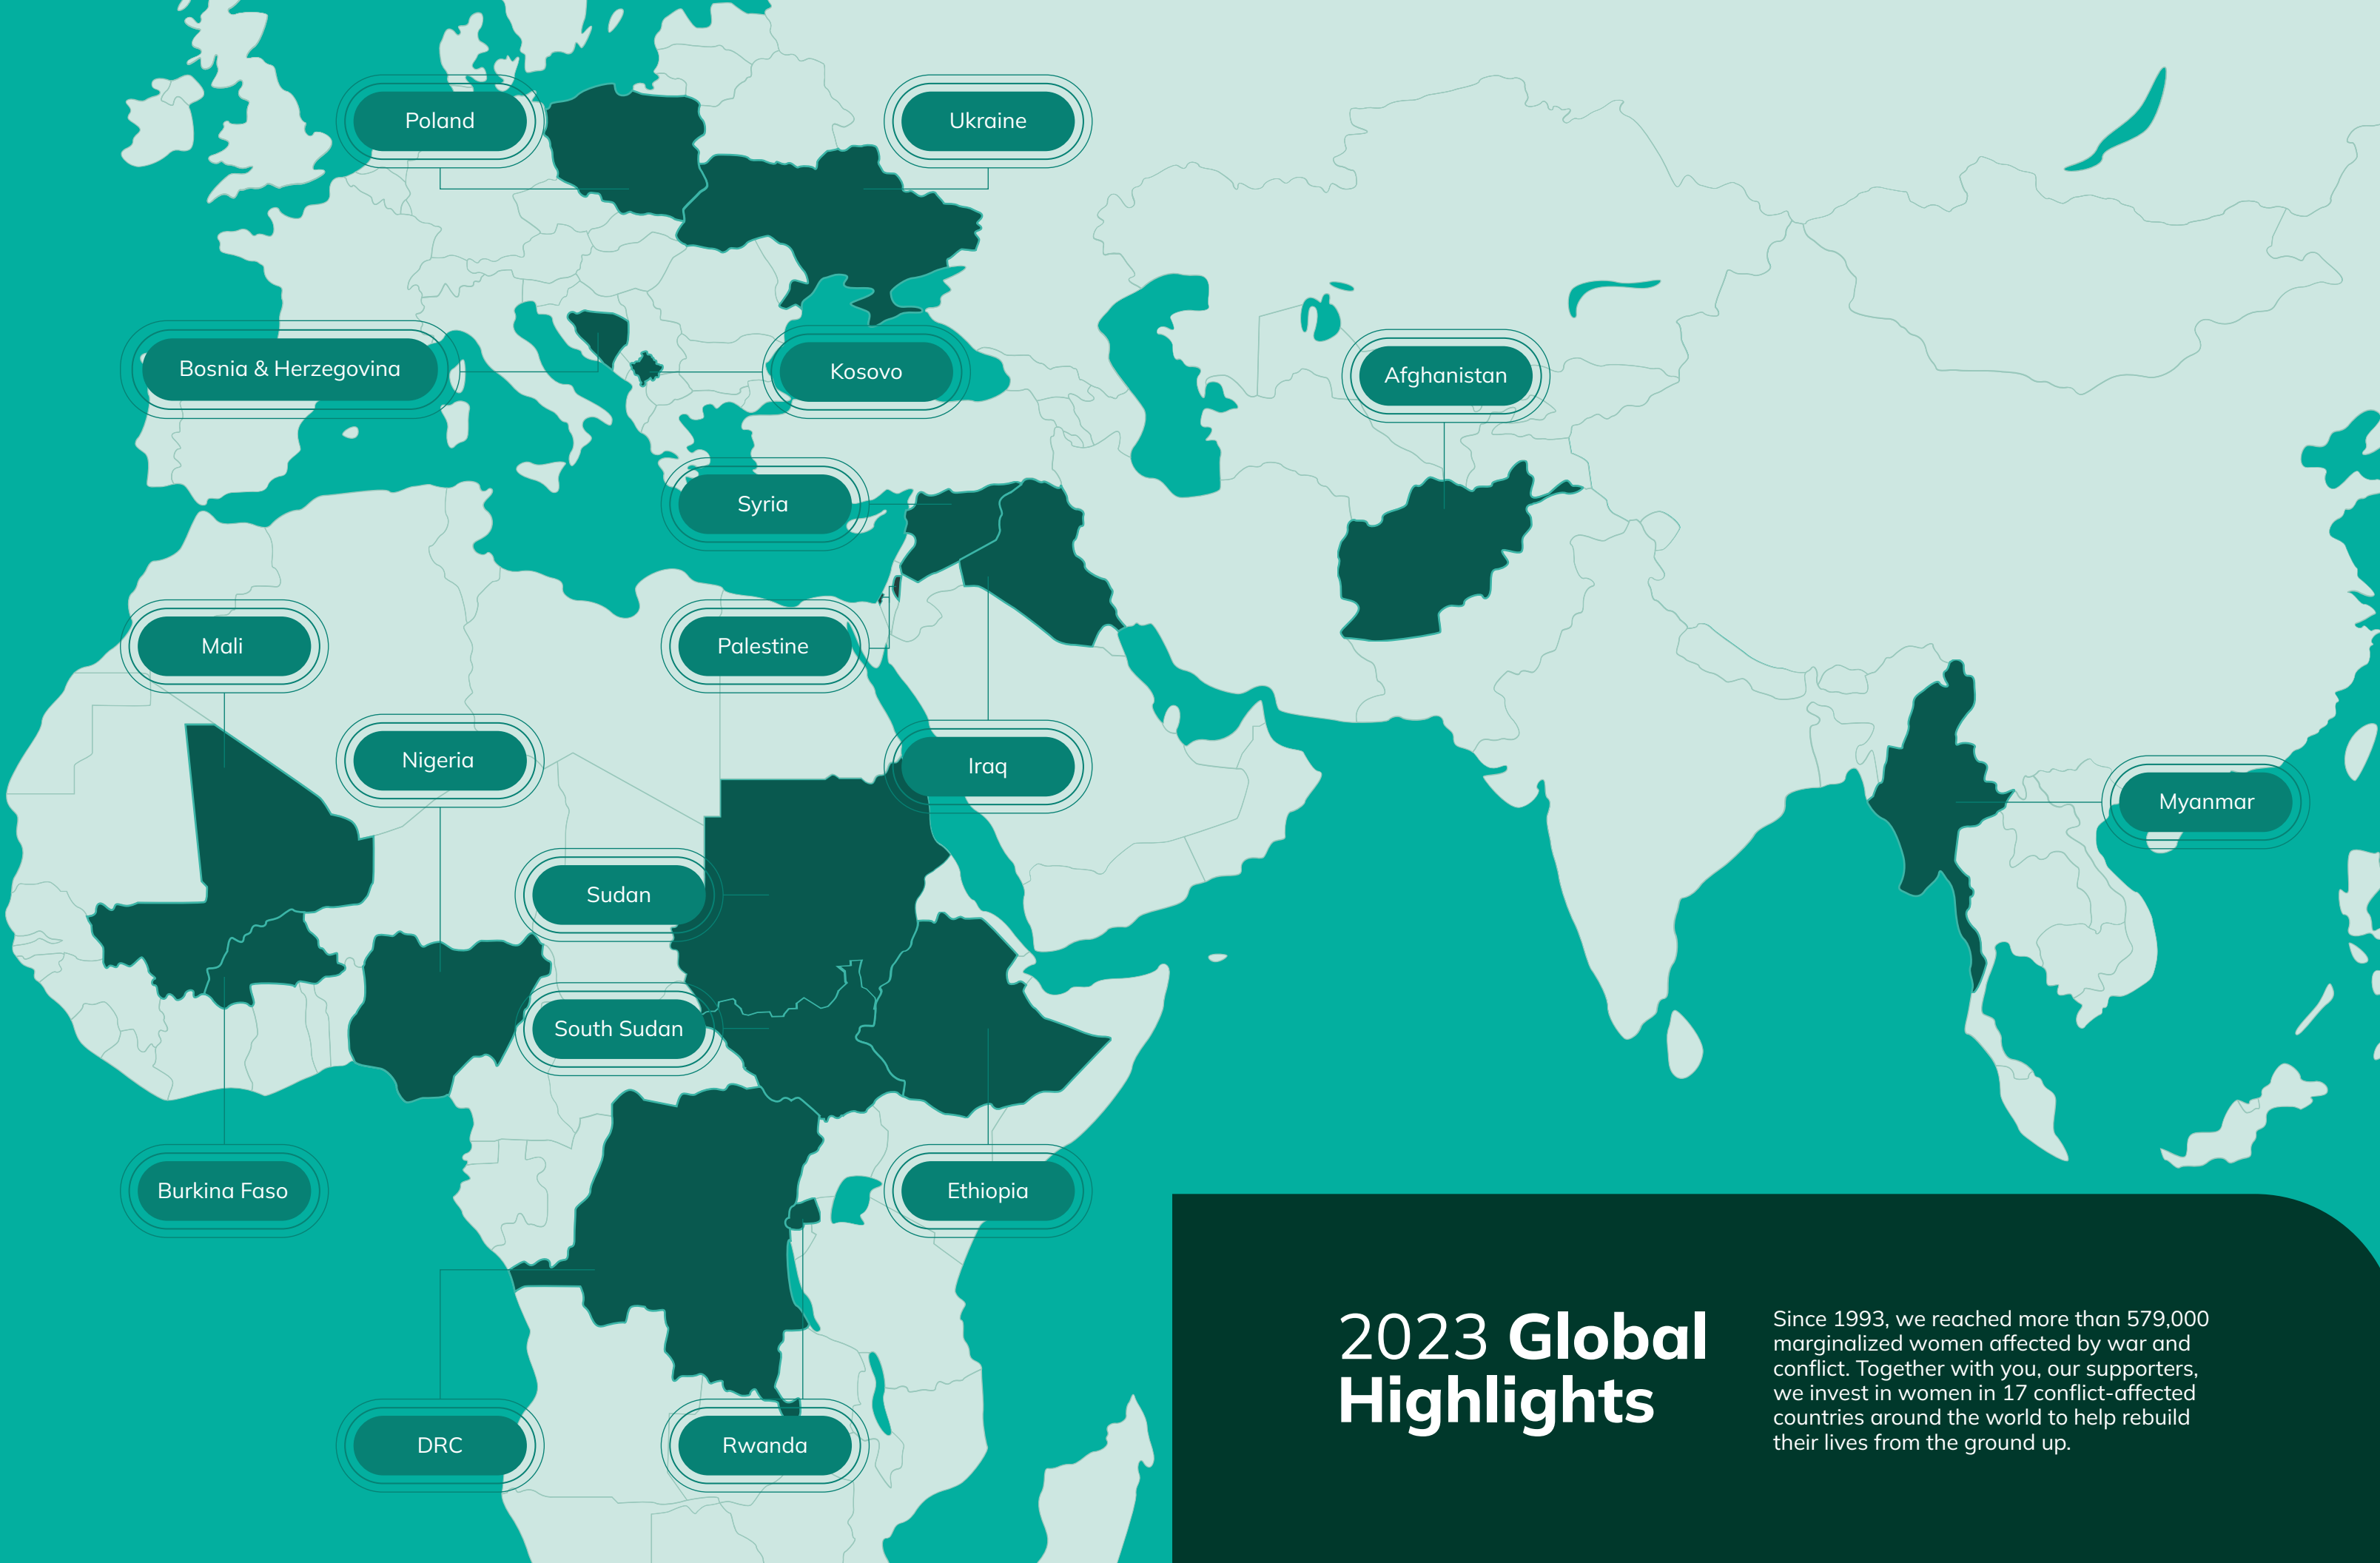 Poland
Ukraine
Bosnia & Herzegovina
Kosovo
Afghanistan
Syria
Mali
Palestine
Nigeria
Iraq
Myanmar
Sudan
South Sudan
Burkina Faso
Ethiopia
DRC
Rwanda
2023 Global
Highlights
Since 1993, we reached more than 579,000
marginalized women affected by war and
conflict. Together with you, our supporters,
we invest in women in 17 conflict-affected
countries around the world to help rebuild
their lives from the ground up.